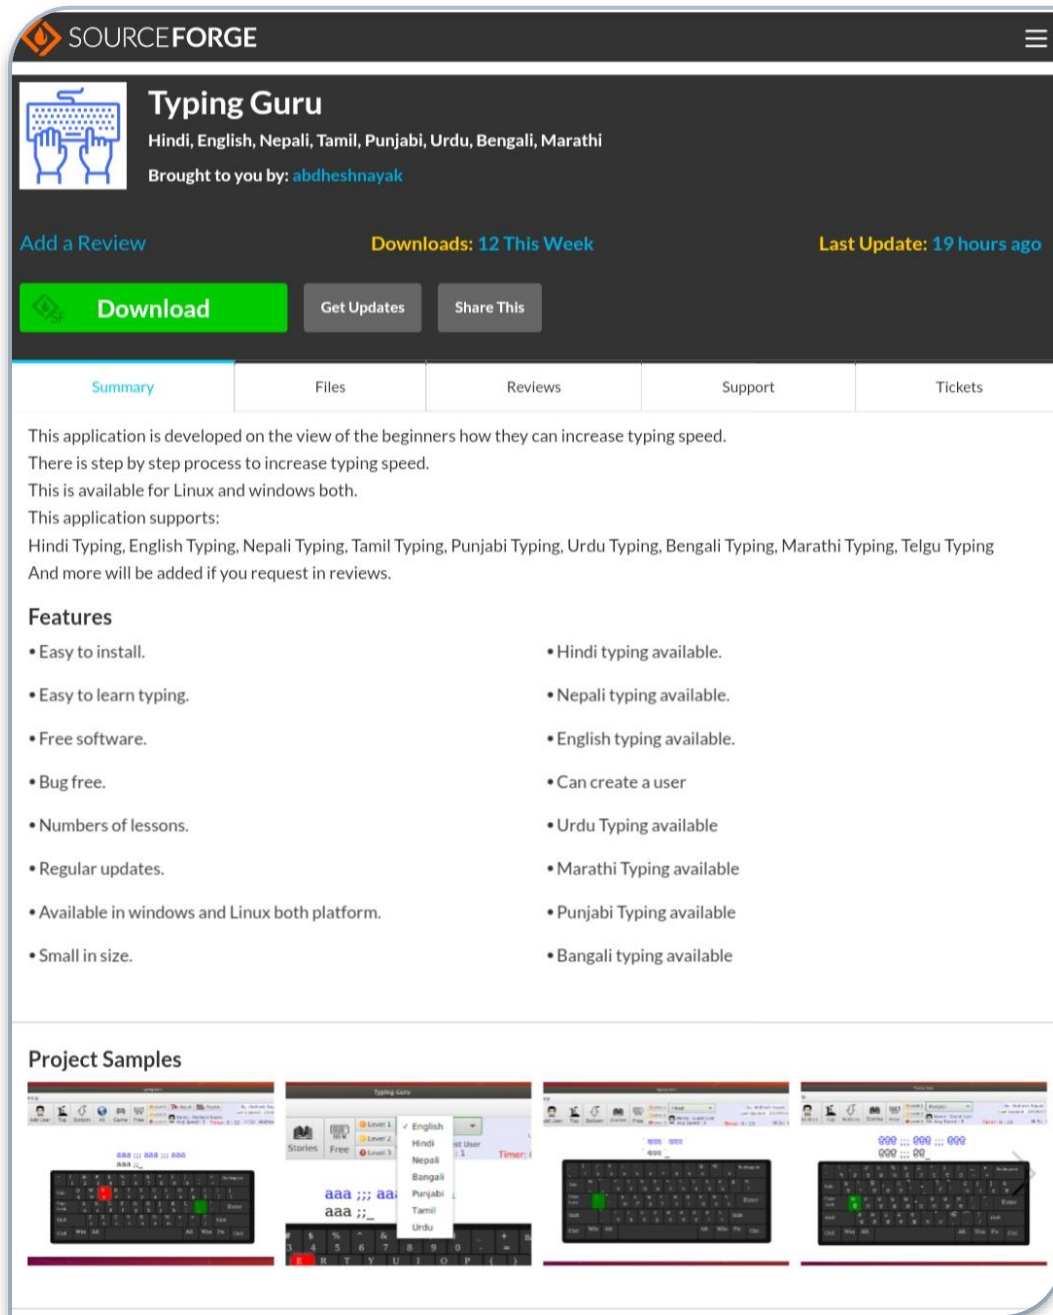 SOURCEFORGE
Typing Guru
Hindi, English, Nepali, Tamil, Punjabi, Urdu, Bengali, Marathi
Brought to you by: abdheshnayak
Add a Review
Downloads: 12 This Week
Last Update: 19 hours ago
Download
Get Updates
Share This
Summary
Files
Reviews
Support
Tickets
This application is developed on the view of the beginners how they can increase typing speed.
There is step by step process to increase typing speed.
This is available for Linux and windows both.
This application supports:
Hindi Typing, English Typing, Nepali Typing, Tamil Typing, Punjabi Typing, Urdu Typing, Bengali Typing, Marathi Typing, Telgu Typing
And more will be added if you request in reviews.
Features
• Easy to install.
• Easy to learn typing.
• Free software.
• Bug free.
• Numbers of lessons.
• Regular updates.
• Available in windows and Linux both platform.
• Small in size.
• Hindi typing available.
• Nepali typing available.
• English typing available.
• Can create a user
• Urdu Typing available
• Marathi Typing available
• Punjabi Typing available
• Bangali typing available
Project Samples
aaa ;;; aaa ;;; aaa
aaa ;;_
Typing Guru
Stories
Free
Level 1
Level 2
Level 3
✓ English
Hindi
Nepali
Bangali
Punjabi
Tamil
Urdu
Timer:
aaa ;;; aaa
aaa ;;_